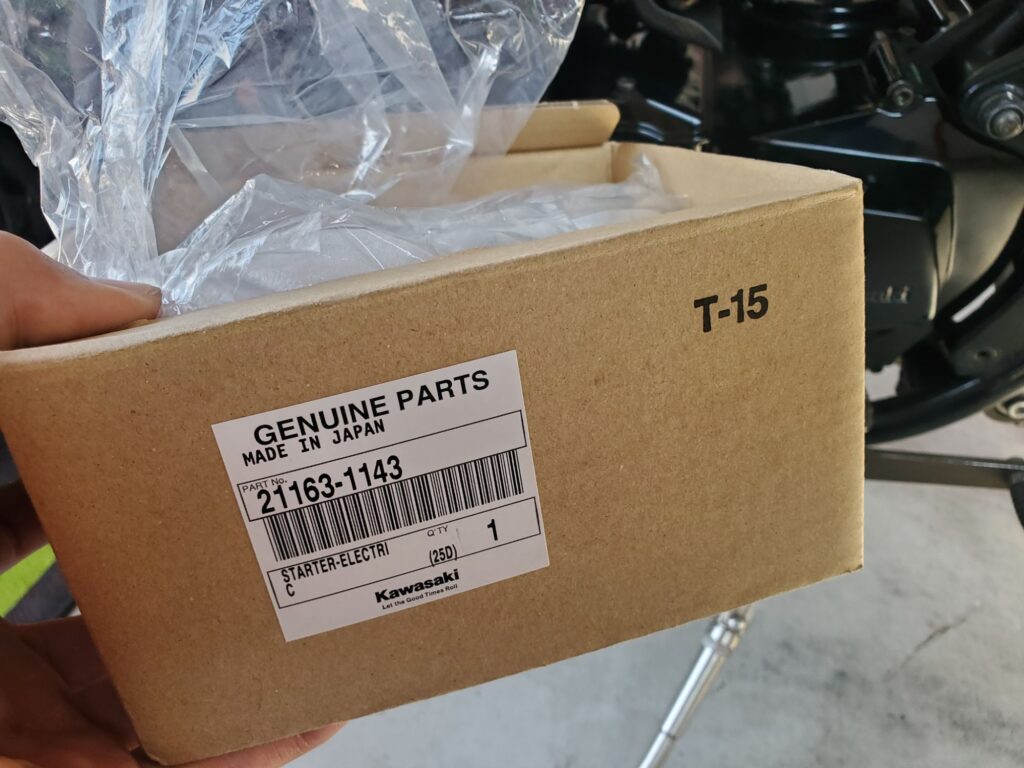 T-15
GENUINE PARTS
MADE IN JAPAN
PART No.
21163-1143
STARTER-ELECTRI
C
Q'TY
(25D)
1
Kawasaki
Let the Good Times Roll